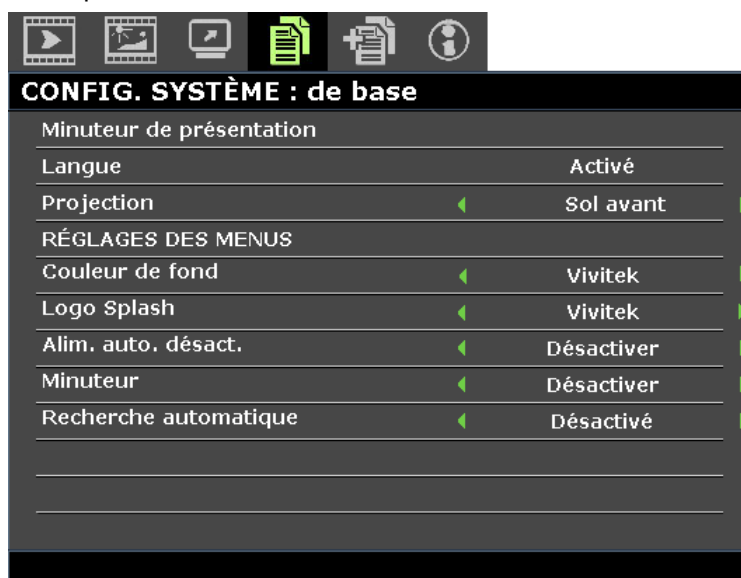 CONFIG. SYSTÈME : de base
Minuteur de présentation
Langue Activé
Projection Sol avant
RÉGLAGES DES MENUS
Couleur de fond Vivitek
Logo Splash Vivitek
Alim. auto. désact. Désactiver
Minuteur Désactiver
Recherche automatique Désactivé